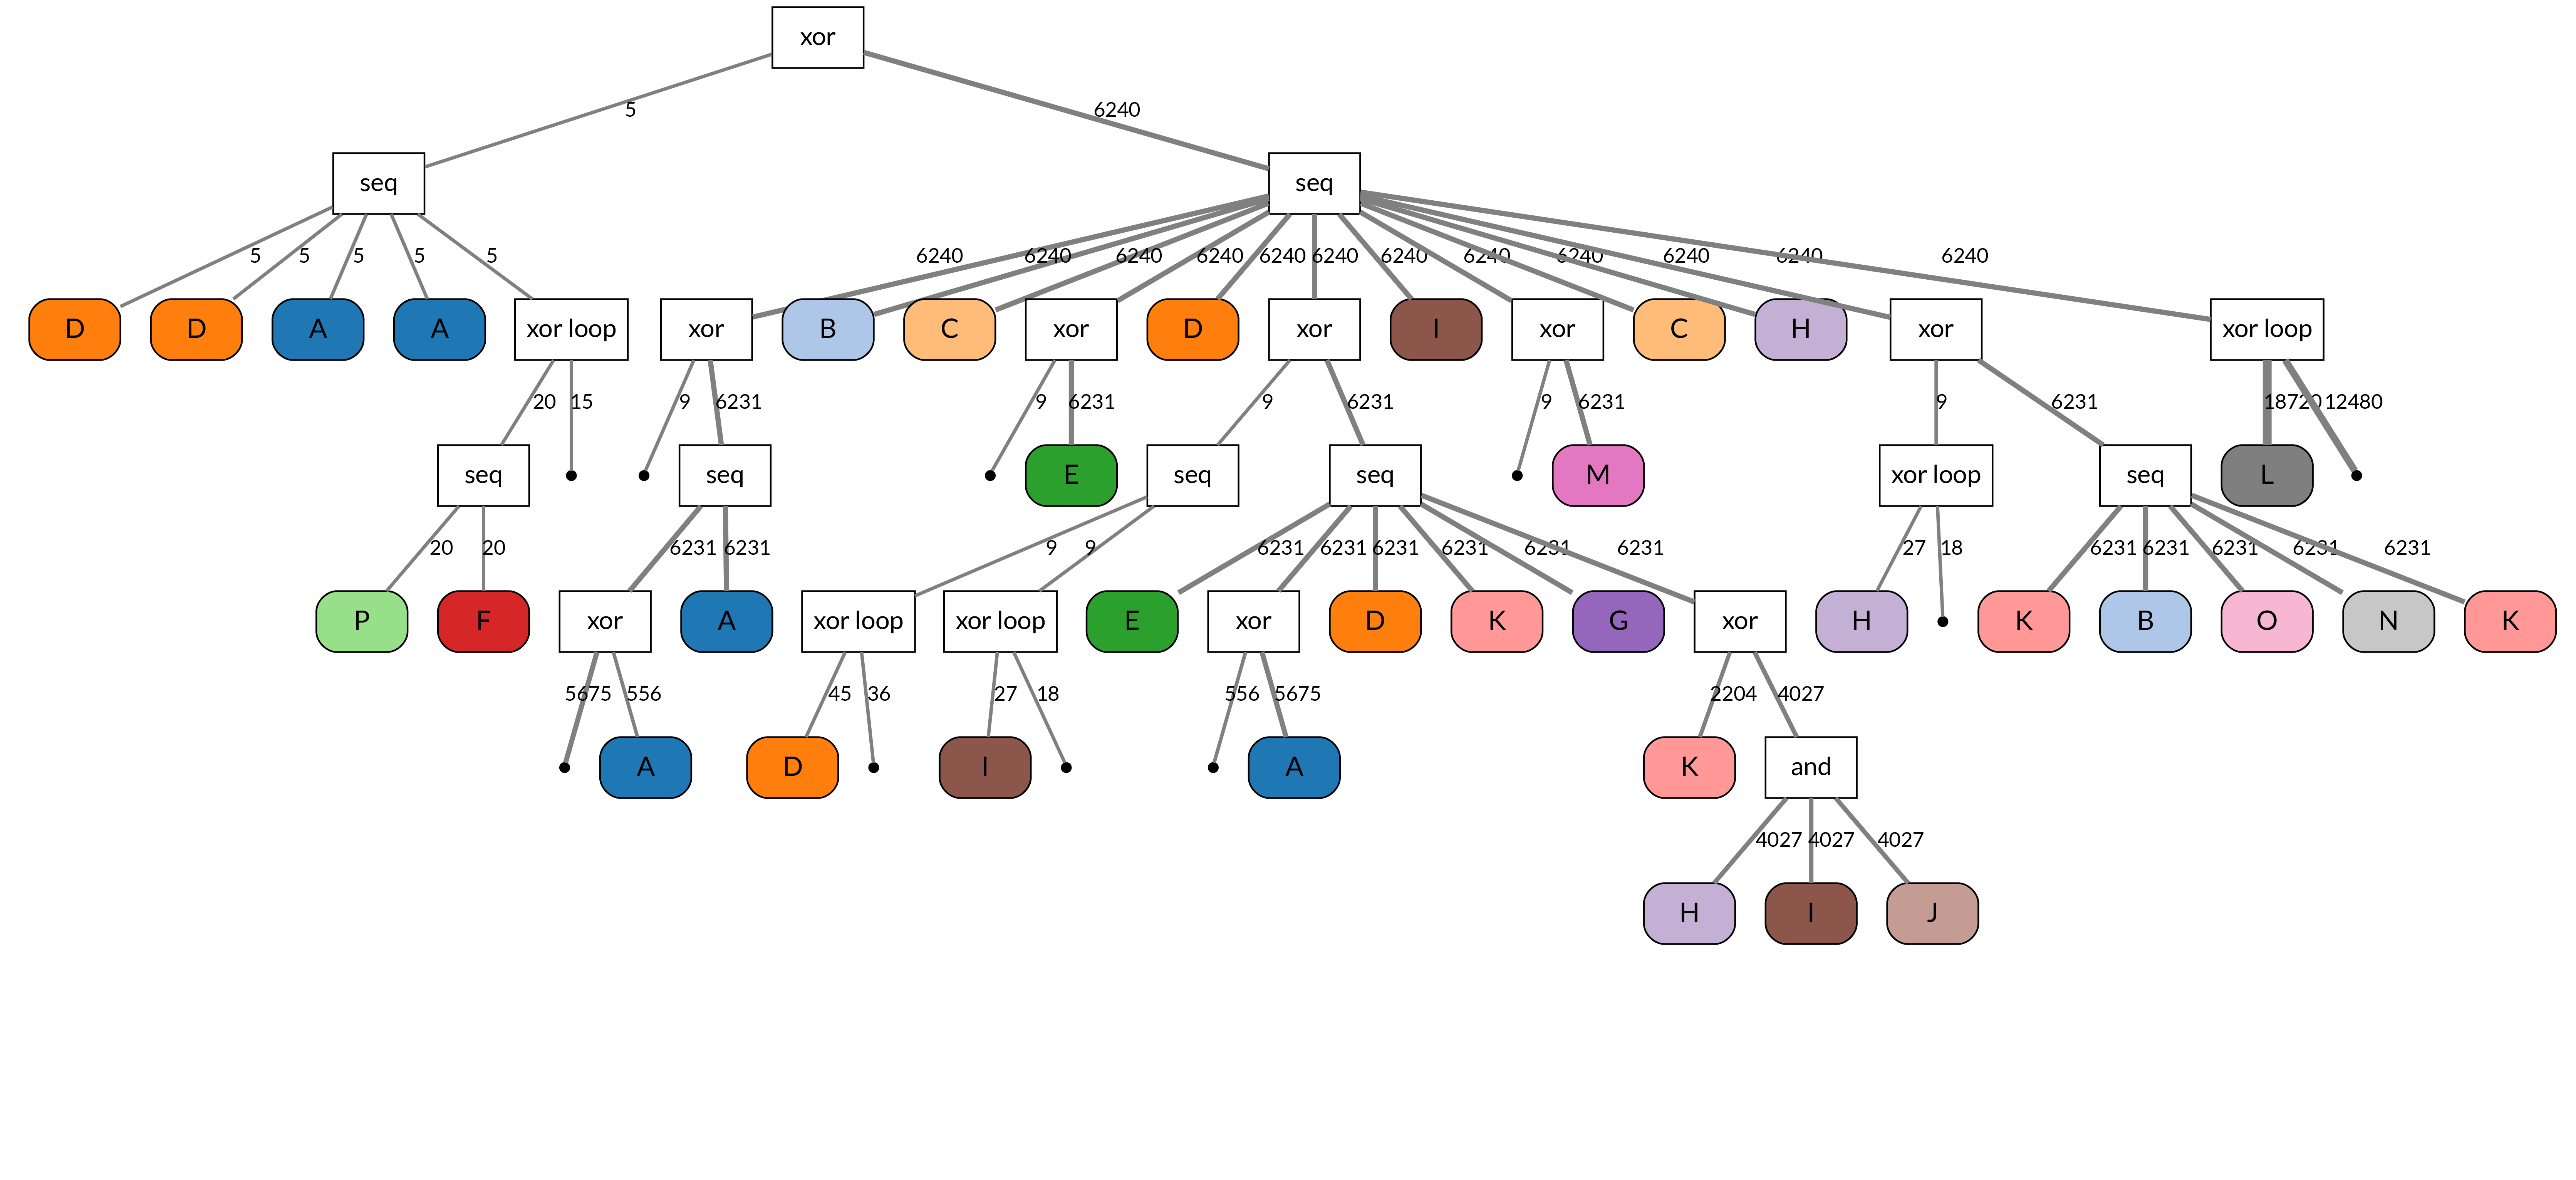 xor
5 6240
seq seq
5 5 5 5 5 6240 6240 6240 6240 6240 6240 6240 6240 6240 6240 6240 6240
D D A A xor loop xor B C xor D xor I xor C H xor xor loop
20 15 9 6231 9 6231 9 6231 9 6231 9 6231 18720 12480
seq seq E seq seq M xor loop seq L
20 20 6231 6231 9 9 6231 6231 6231 6231 6231 6231 27 18 6231 6231 6231 6231 6231
P F xor A xor loop xor loop E xor D K G xor H K B O N K
5675 556 45 36 27 18 556 5675 2204 4027
A D I A K and
4027 4027 4027
H I J